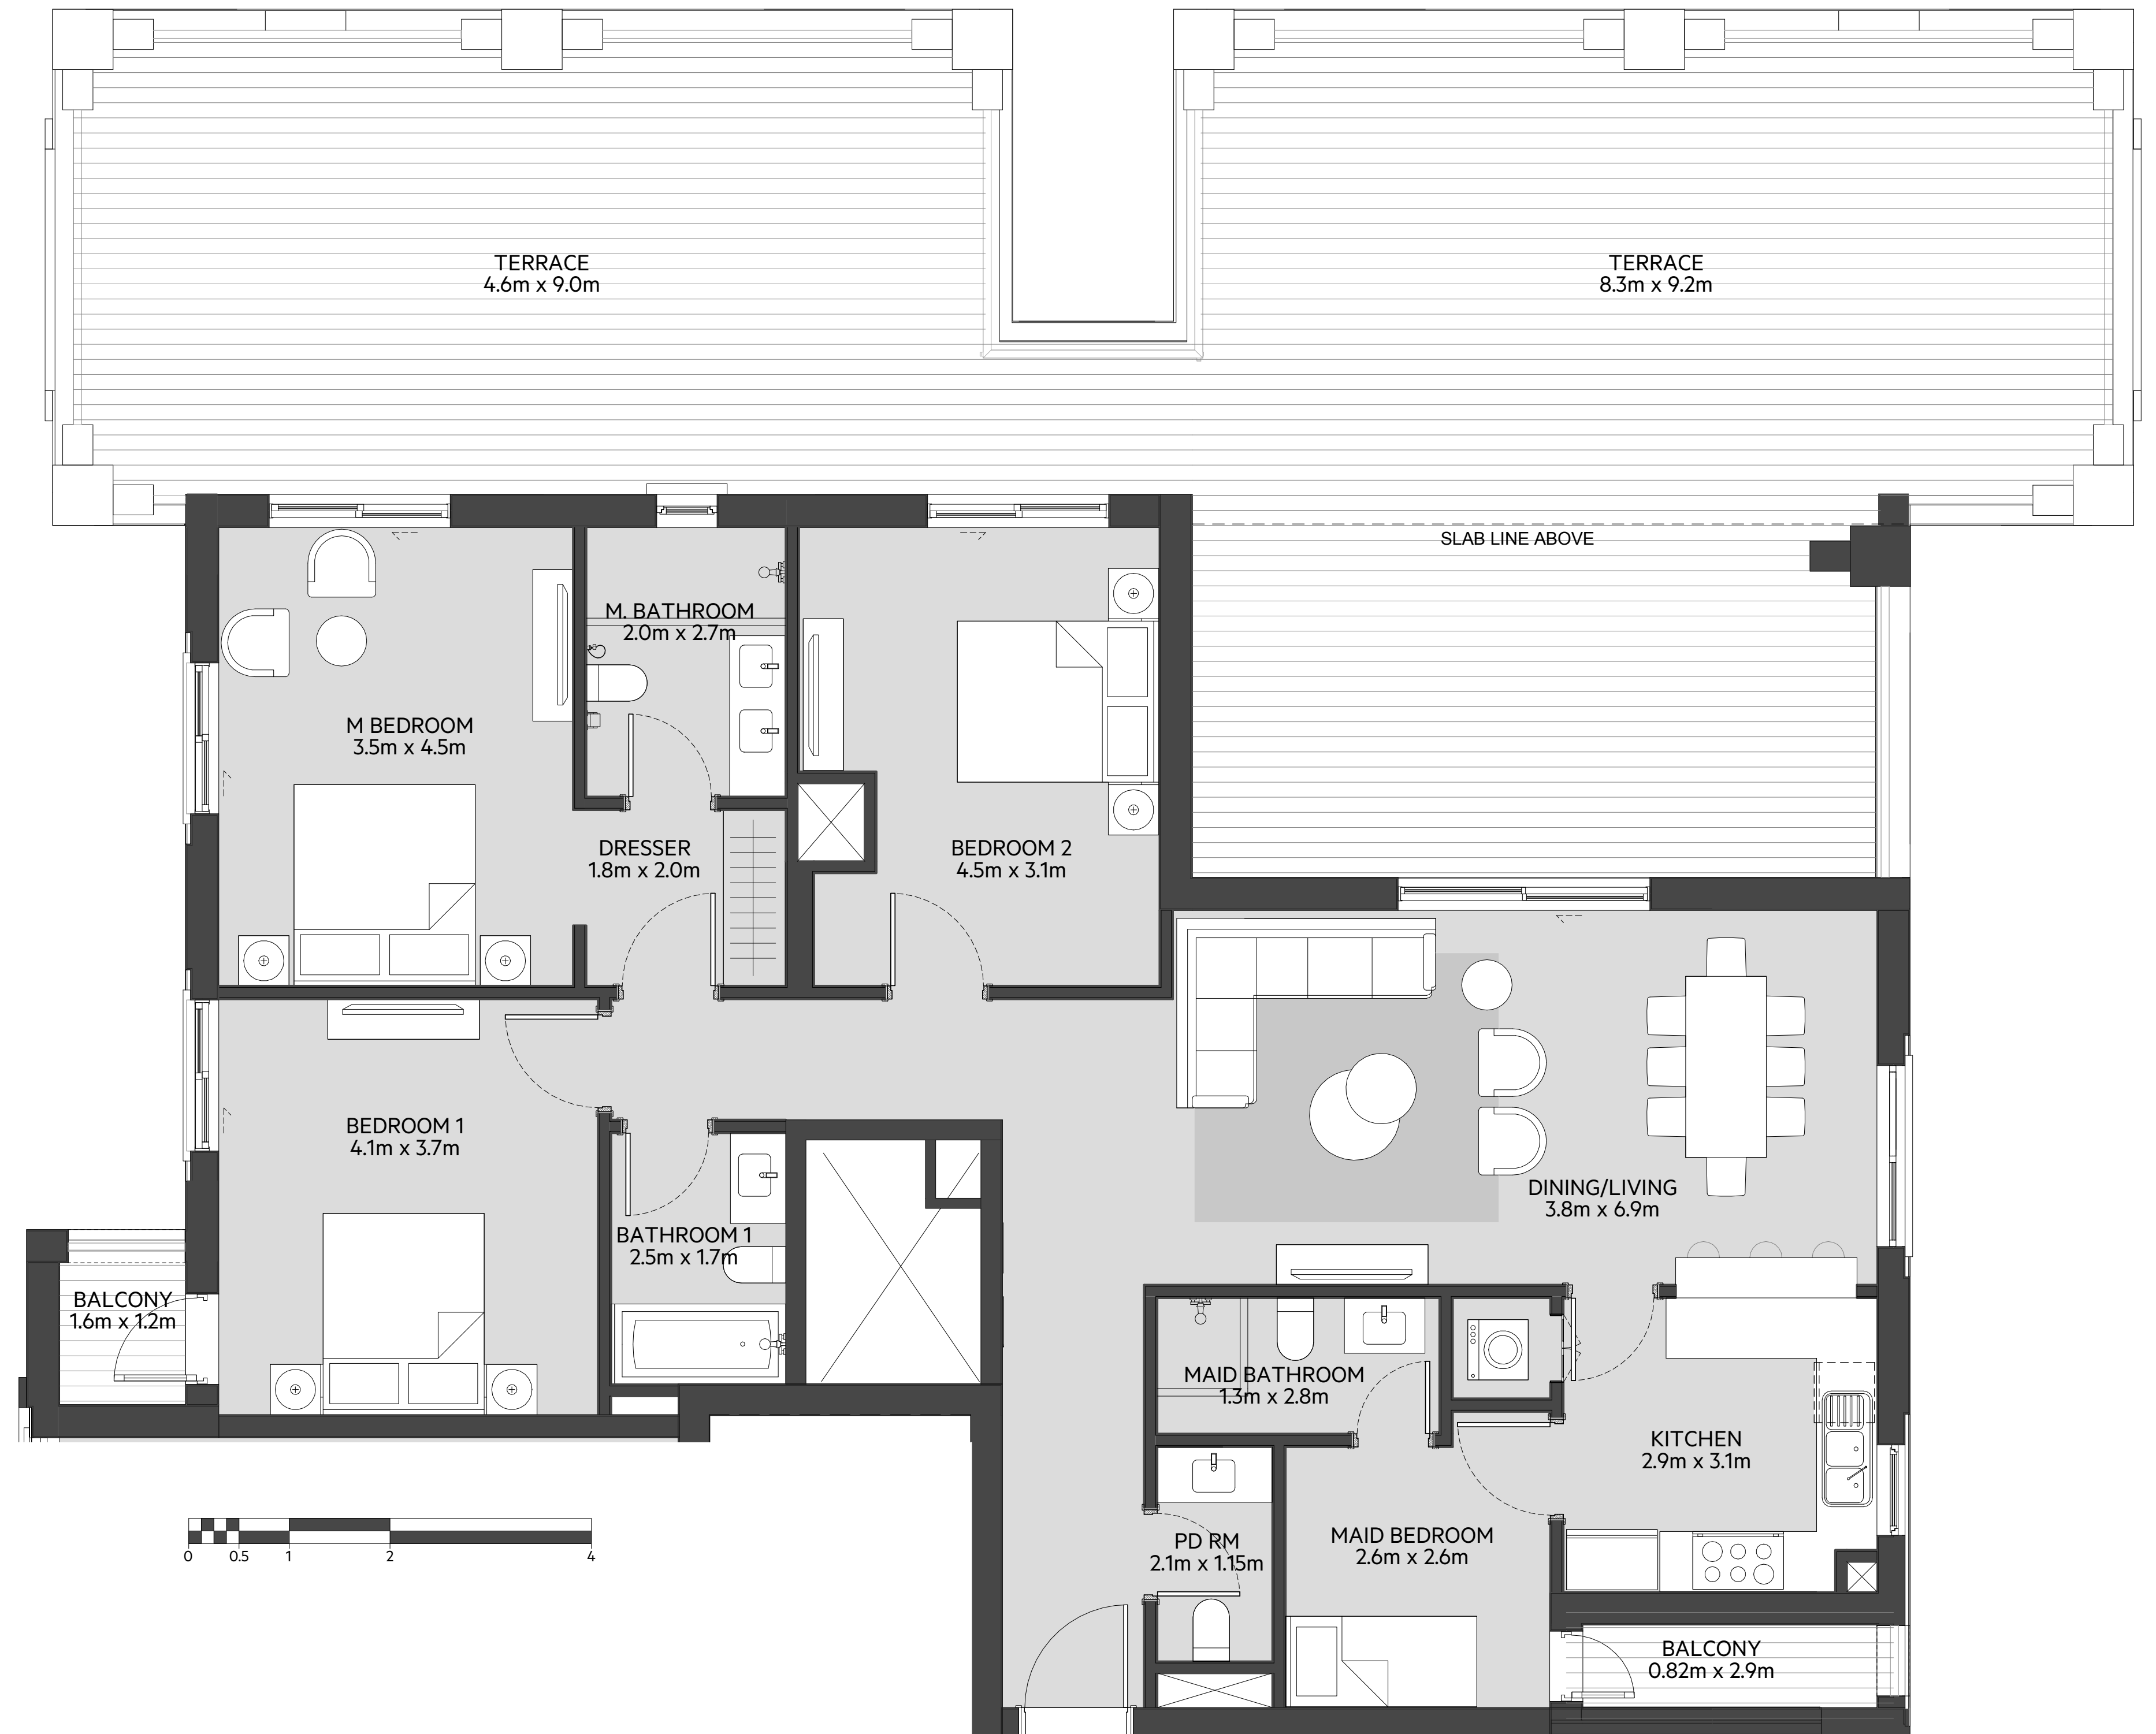 TERRACE
4.6m x 9.0m
TERRACE
8.3m x 9.2m
SLAB LINE ABOVE
M. BATHROOM
2.0m x 2.7m
M BEDROOM
3.5m x 4.5m
DRESSER
1.8m x 2.0m
BEDROOM 2
4.5m x 3.1m
BEDROOM 1
4.1m x 3.7m
DINING/LIVING
3.8m x 6.9m
BATHROOM 1
2.5m x 1.7m
BALCONY
1.6m x 1.2m
MAID BATHROOM
1.3m x 2.8m
KITCHEN
2.9m x 3.1m
PD RM
2.1m x 1.15m
MAID BEDROOM
2.6m x 2.6m
0 0.5 1 2 4
BALCONY
0.82m x 2.9m